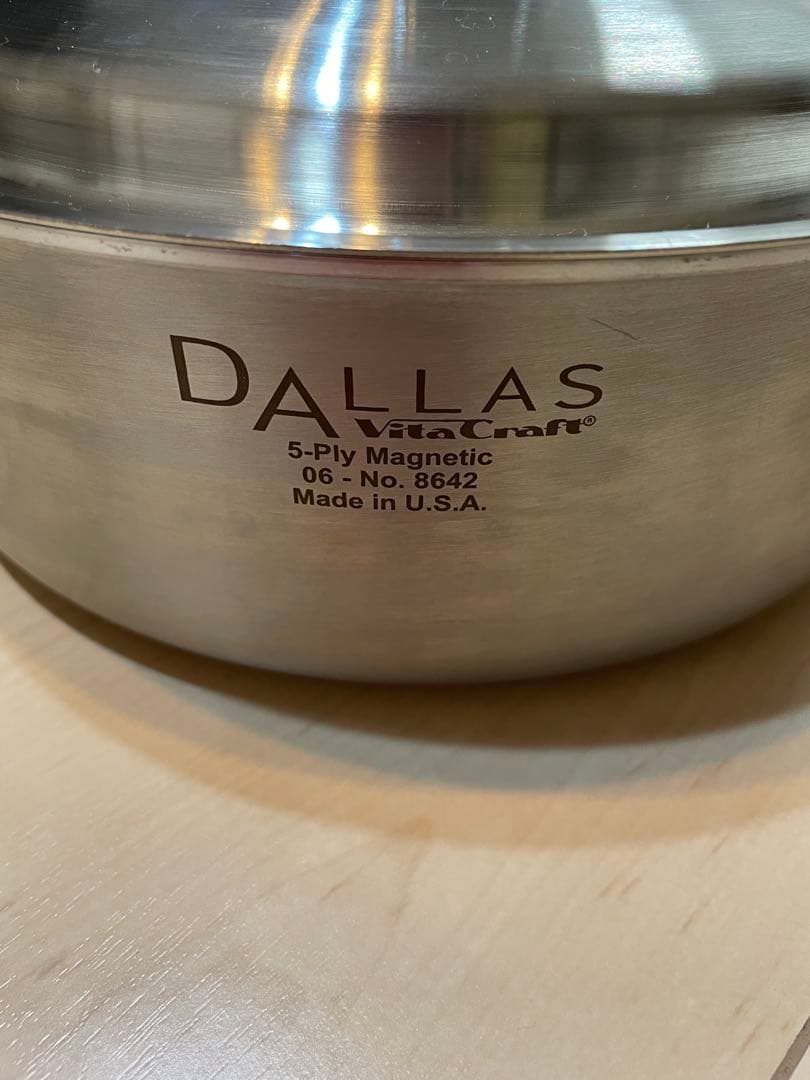 DALLAS
VitaCraft®
5-Ply Magnetic
06 - No. 8642
Made in U.S.A.